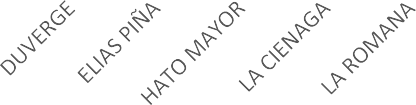 DUVERGE
ELIAS PIÑA
HATO MAYOR
LA CIENAGA
LA ROMANA